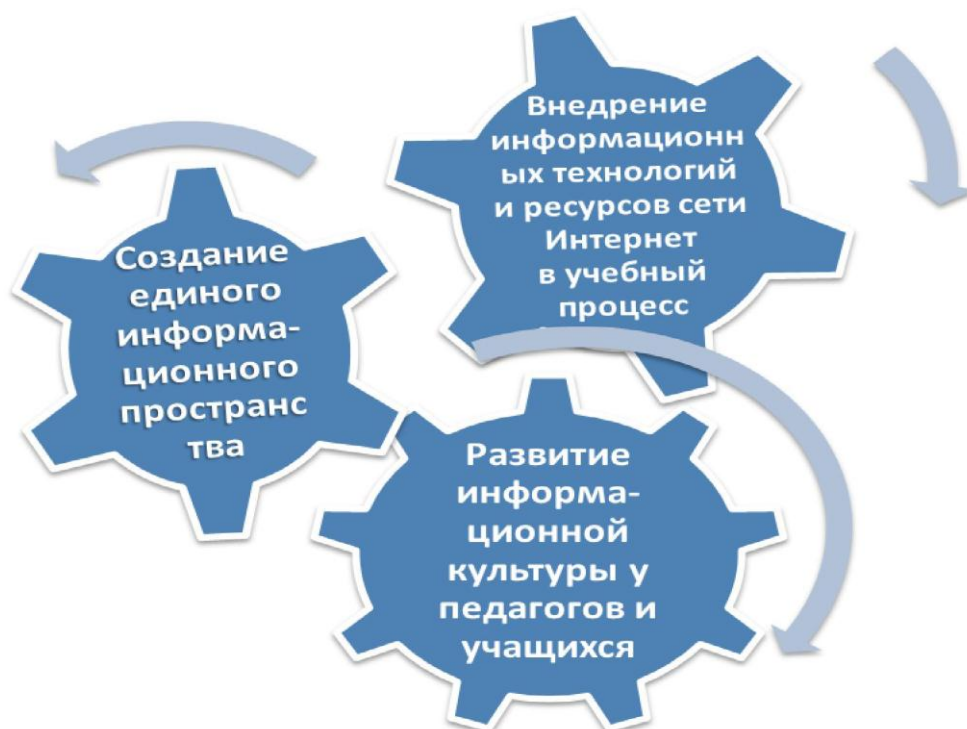 Внедрение
информационн
ых технологий
и ресурсов сети
Интернет
в учебный
процесс
Создание
единого
информа-
ционного
пространс
тва
Развитие
информа-
ционной
культуры у
педагогов и
учащихся